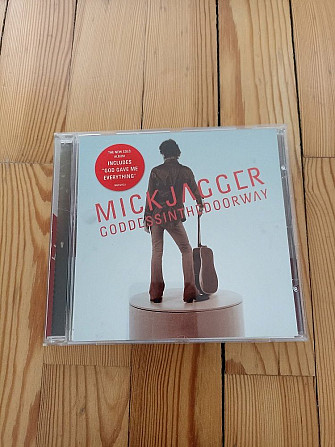 THE NEW SOLO
ALBUM
INCLUDES
"GOD GAVE ME
EVERYTHING"
MICKJAGGER
GODDESSINTHEDOORWAY